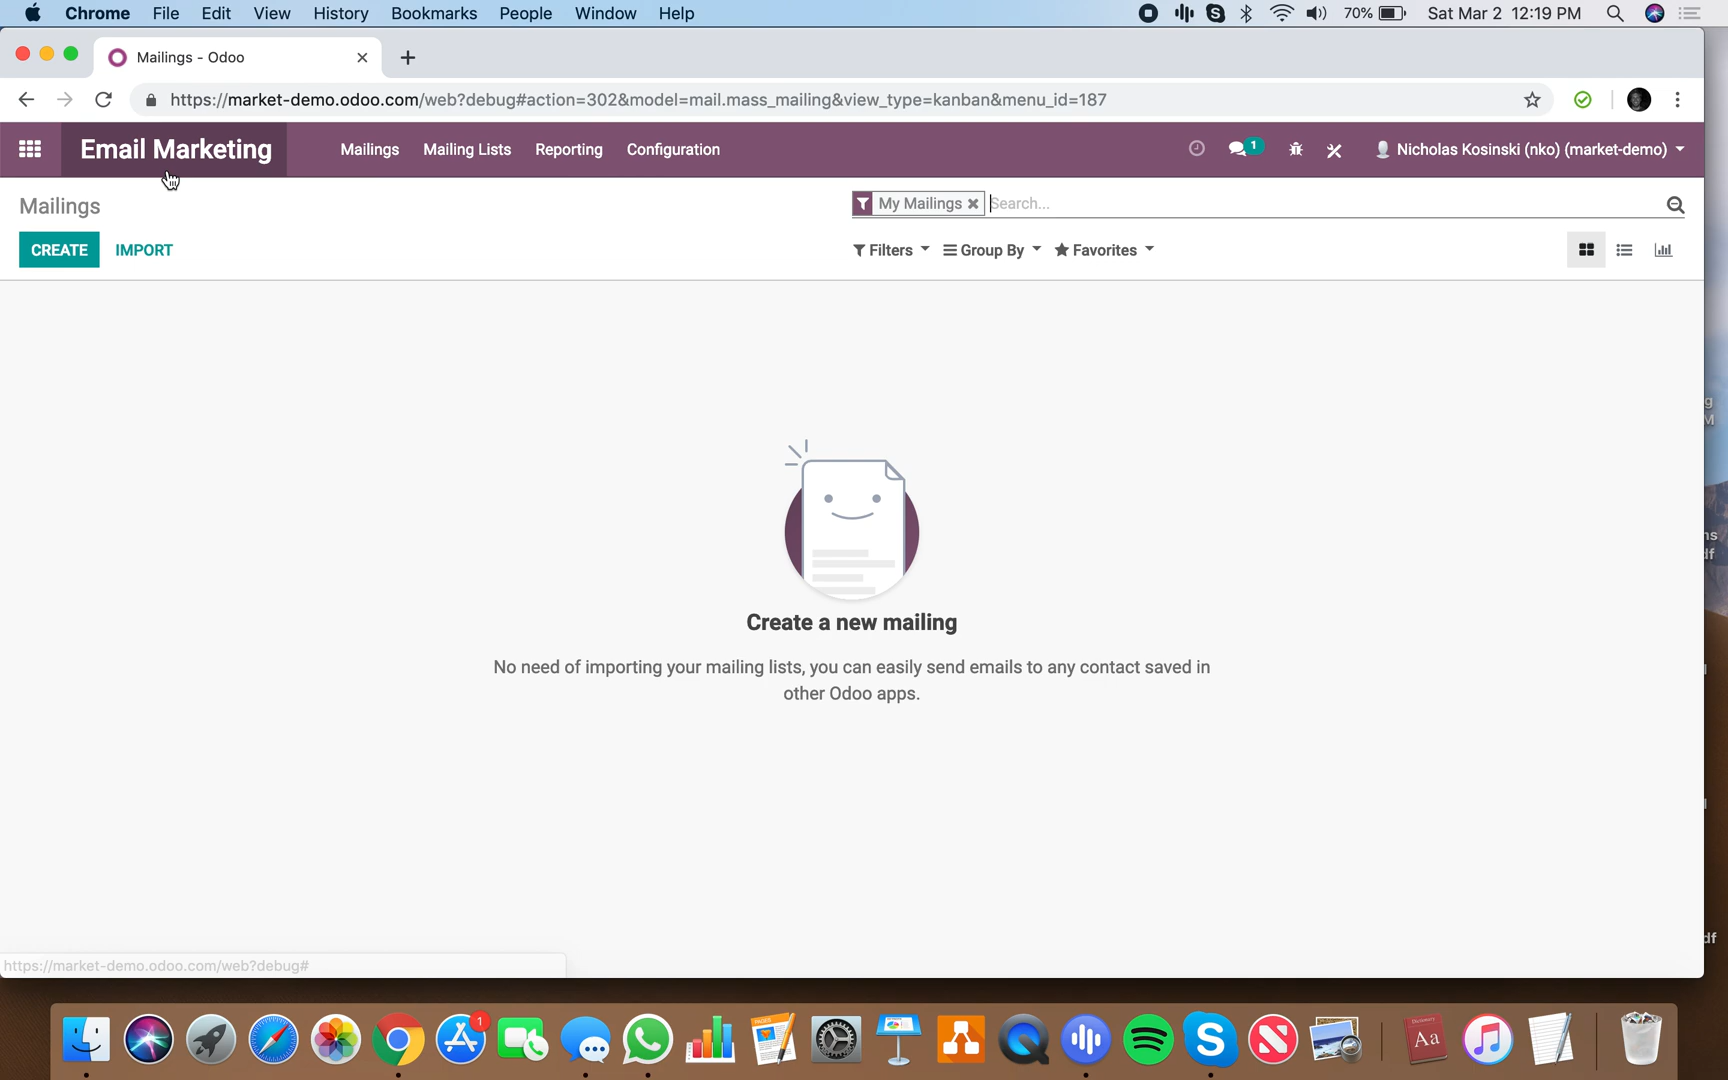 Chrome File Edit View History Bookmarks People Window Help 70% Sat Mar 2 12:19 PM
Mailings - Odoo
https://market-demo.odoo.com/web?debug#action=302&model=mail.mass_mailing&view_type=kanban&menu_id=187
Email Marketing Mailings Mailing Lists Reporting Configuration 1 Nicholas Kosinski (nko) (market-demo)
Mailings My Mailings Search...
CREATE IMPORT Filters Group By Favorites
g
M
ns
df
Create a new mailing
No need of importing your mailing lists, you can easily send emails to any contact saved in
other Odoo apps.
df
https://market-demo.odoo.com/web?debug#
1
PAGES
Aa